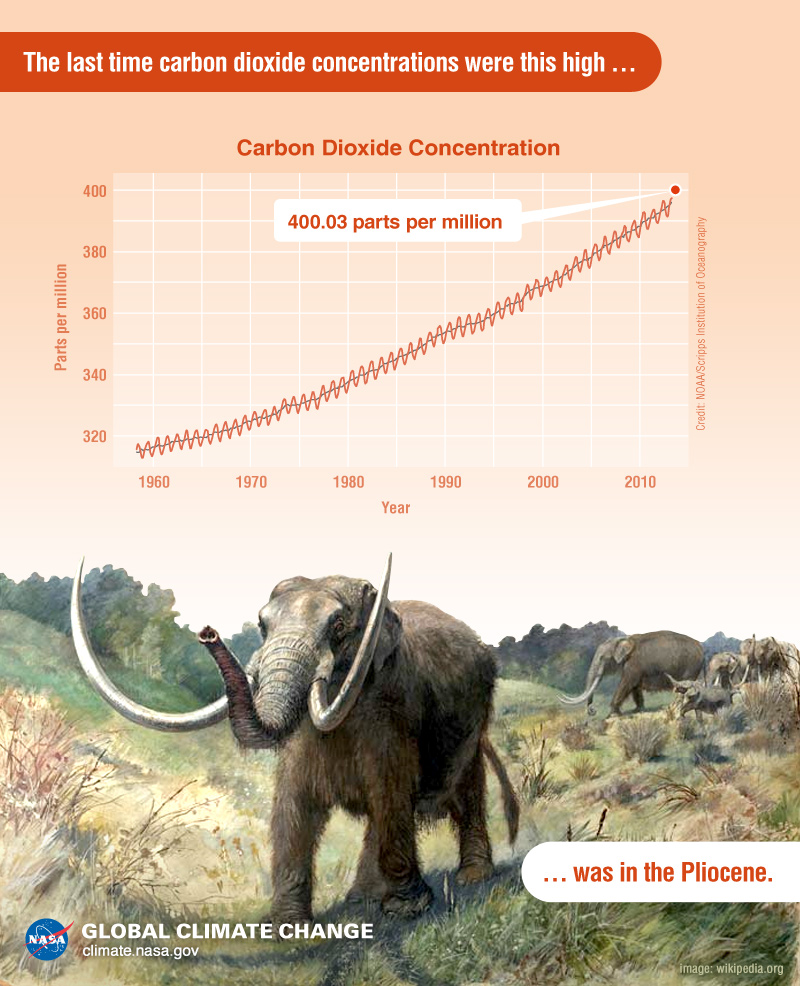 The last time carbon dioxide concentrations were this high ...
Carbon Dioxide Concentration
400
380
360
340
320
Parts per million
400.03 parts per million
Credit: NOAA/Scripps Institution of Oceanography
1960 1970 1980 1990 2000 2010
Year
... was in the Pliocene.
NASA
GLOBAL CLIMATE CHANGE
climate.nasa.gov
image: wikipedia.org